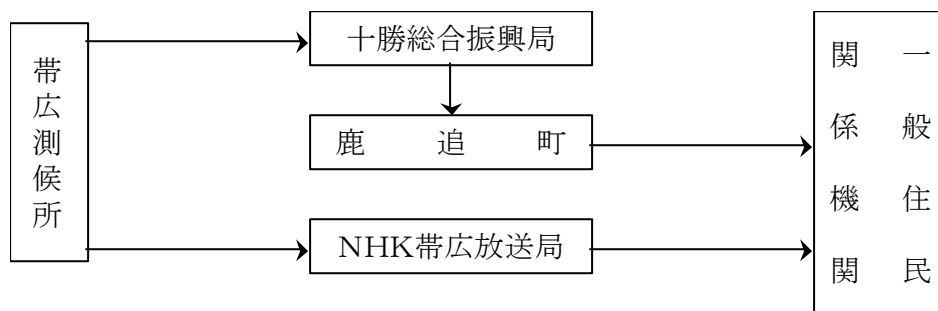 帯広測候所
十勝総合振興局
鹿追町
NHK帯広放送局
一般住民
関係機関